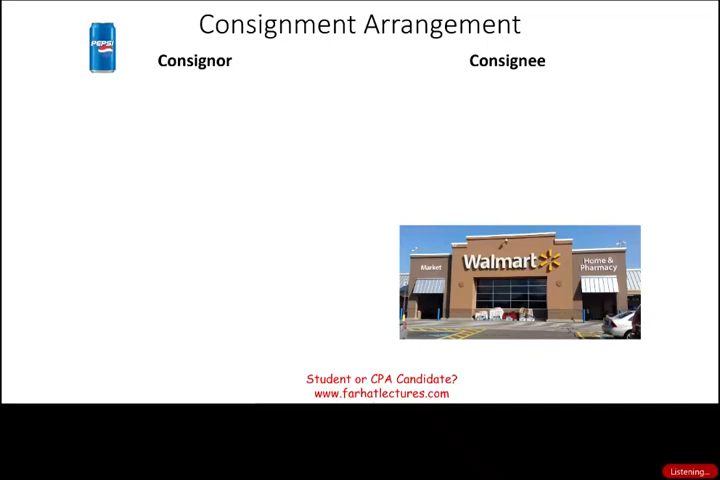 Consignment Arrangement
PEPSI
Consignor
Consignee
Walmart
Market
Home &
Pharmacy
Student or CPA Candidate?
www.farhatlectures.com
Listening...